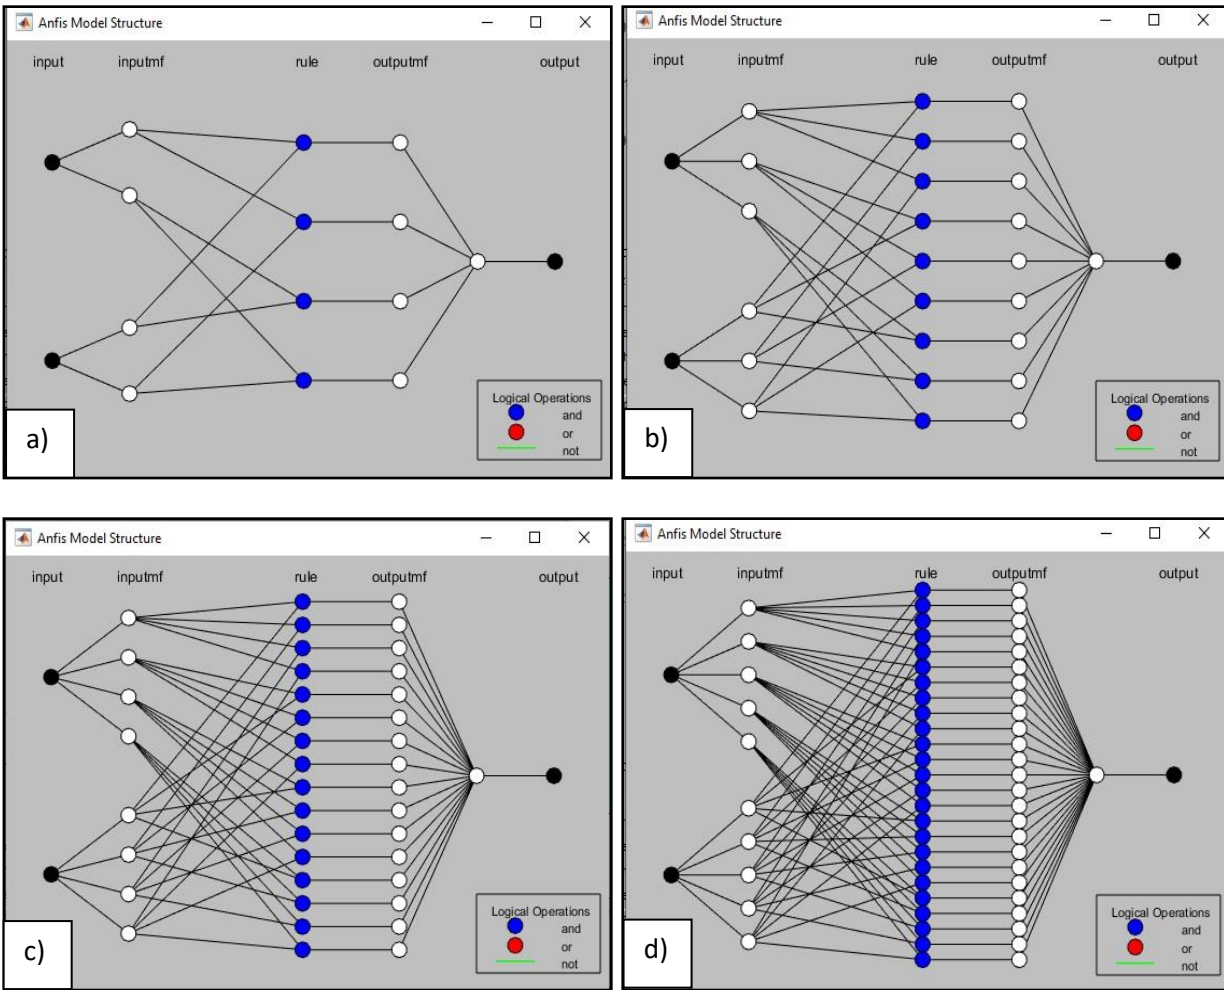 Anfis Model Structure
input inputmf rule outputmf output
Logical Operations
and
or
not
a)
Anfis Model Structure
input inputmf rule outputmf output
Logical Operations
and
or
not
b)
Anfis Model Structure
input inputmf rule outputmf output
Logical Operations
and
or
not
c)
Anfis Model Structure
input inputmf rule outputmf output
Logical Operations
and
or
not
d)